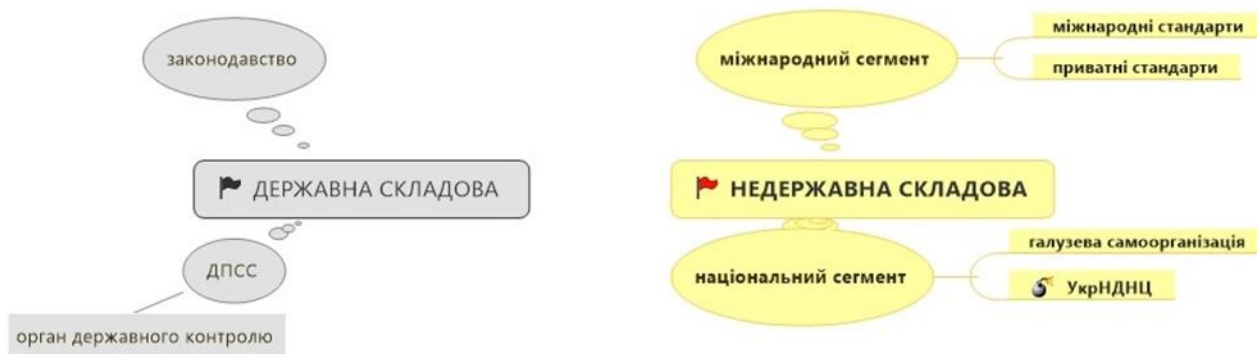 законодавство
ДЕРЖАВНА СКЛАДОВА
ДПСС
орган державного контролю
міжнародний сегмент
міжнародні стандарти
приватні стандарти
НЕДЕРЖАВНА СКЛАДОВА
національний сегмент
галузева самоорганізація
УкрНДНЦ